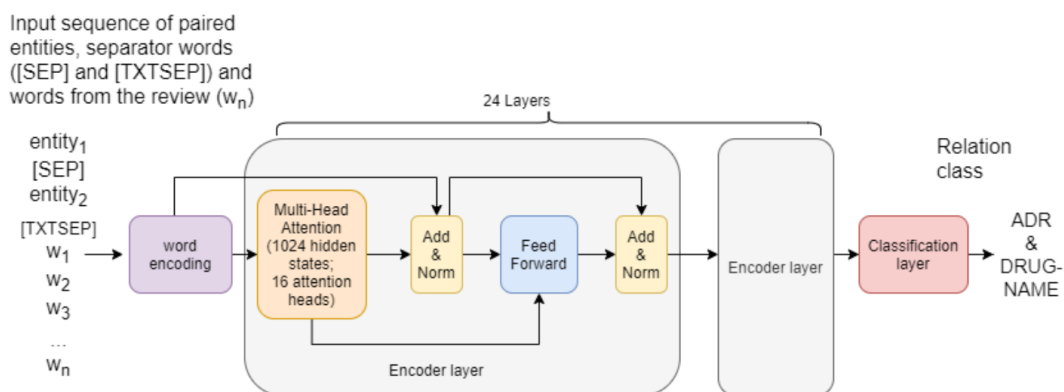 Input sequence of paired
entities, separator words
([SEP] and [TXTSEP]) and
words from the review (wn)
24 Layers
entity1
[SEP]
entity2
[TXTSEP]
w1
w2
w3
...
wn
word
encoding
Multi-Head
Attention
(1024 hidden
states;
16 attention
heads)
Add
&
Norm
Feed
Forward
Add
&
Norm
Encoder layer
Encoder layer
Classification
layer
Relation
class
ADR
&
DRUG-
NAME